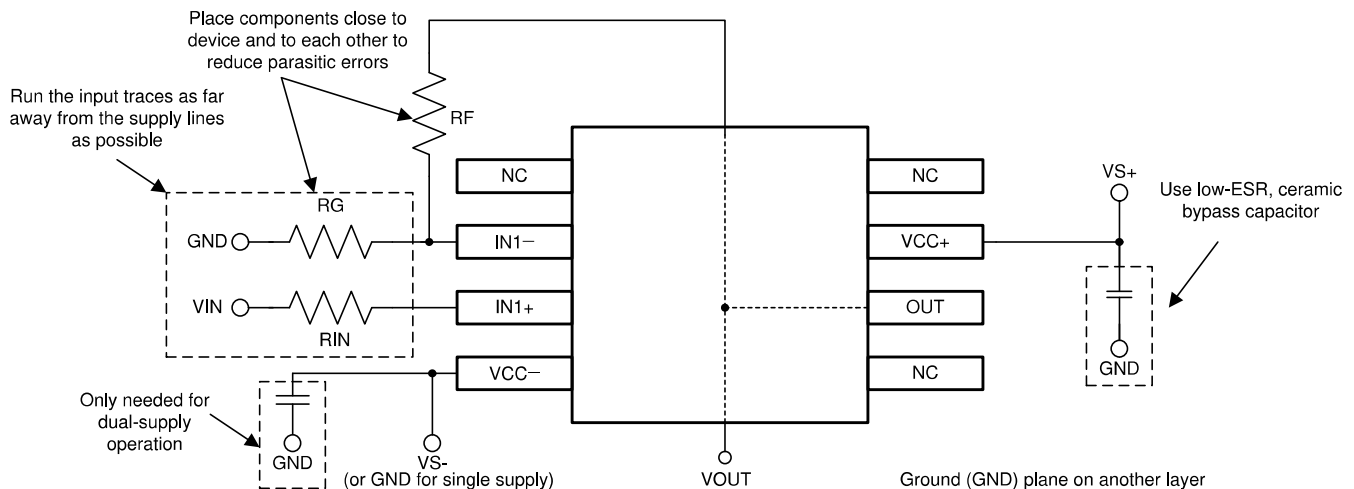 Place components close to
device and to each other to
reduce parasitic errors
Run the input traces as far
away from the supply lines
as possible
RF
NC
NC
VS+
Use low-ESR, ceramic
bypass capacitor
RG
GND
IN1−
VCC+
VIN
RIN
IN1+
OUT
GND
VCC−
NC
Only needed for
dual-supply
operation
GND
VS-
(or GND for single supply)
VOUT
Ground (GND) plane on another layer